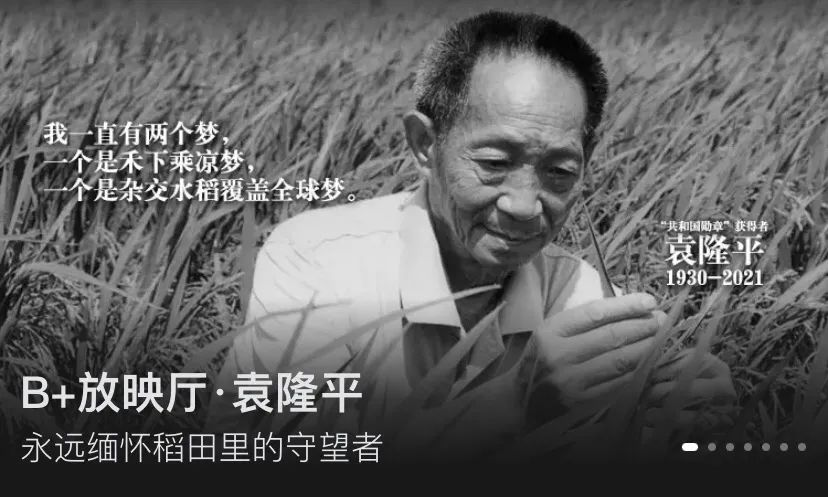 我一直有两个梦，
一个是禾下乘凉梦，
一个是杂交水稻覆盖全球梦。
“共和国勋章”获得者
袁隆平
1930-2021
B+放映厅·袁隆平
永远缅怀稻田里的守望者